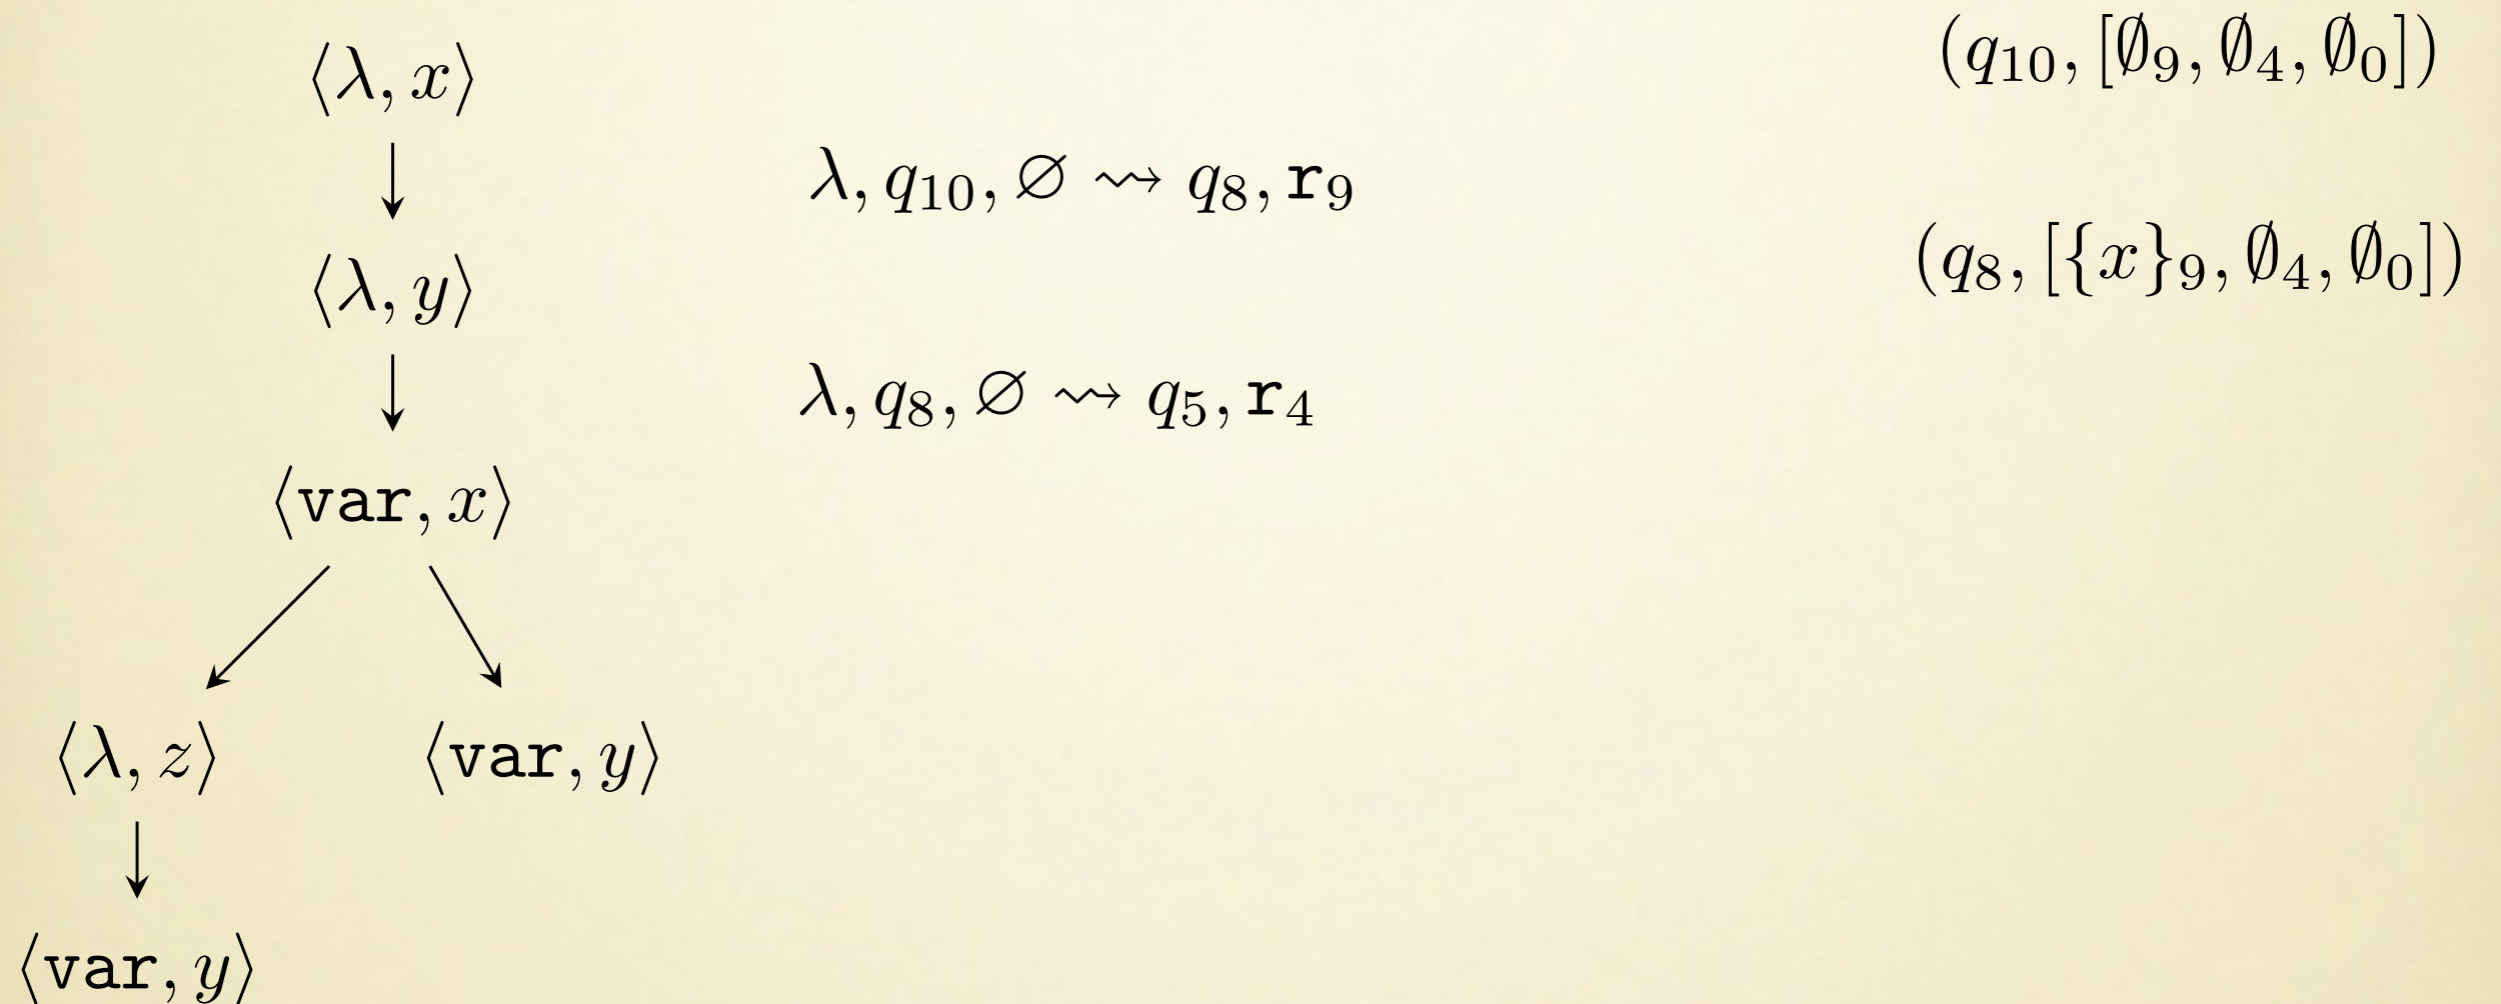 ⟨λ, x⟩
(q₁₀, [∅₉, ∅₄, ∅₀])
λ, q₁₀, ∅ ⇝ q₈, r₉
⟨λ, y⟩
(q₈, [{x}₉, ∅₄, ∅₀])
λ, q₈, ∅ ⇝ q₅, r₄
⟨var, x⟩
⟨λ, z⟩
⟨var, y⟩
⟨var, y⟩